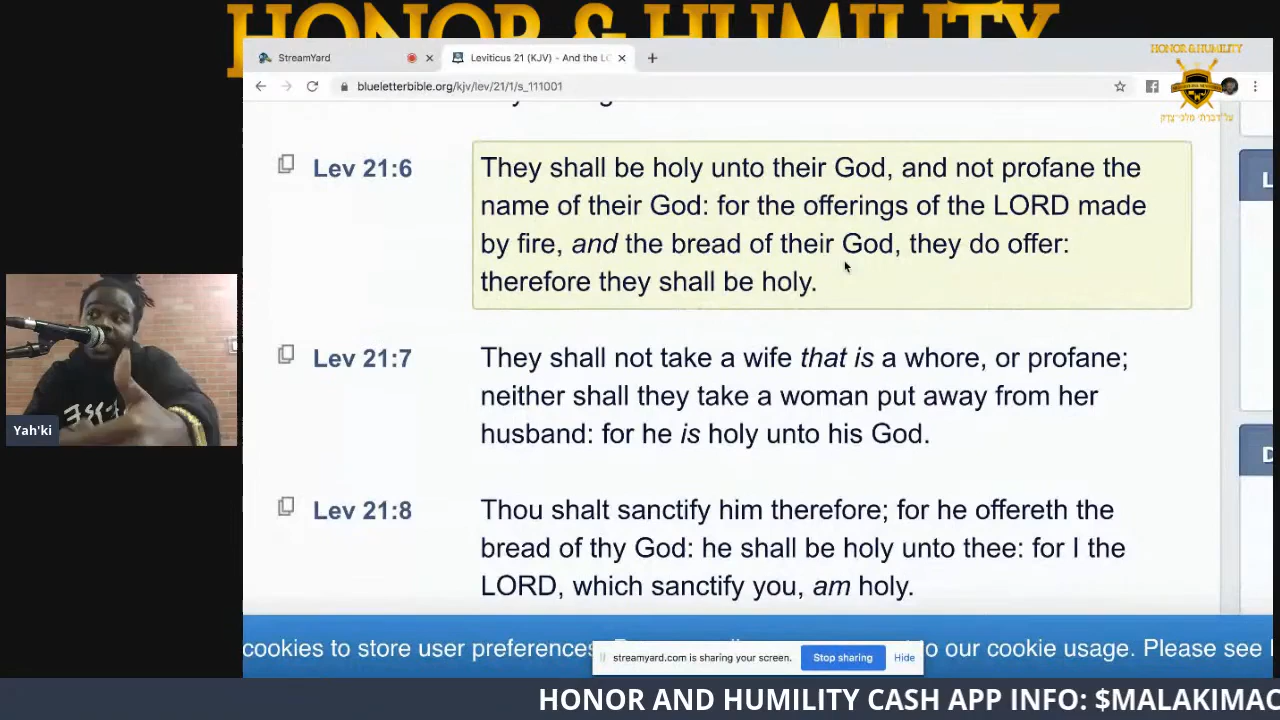 HONOR & HUMILITY
StreamYard
Leviticus 21 (KJV) - And the LO
HONOR & HUMILITY
blueletterbible.org/kjv/lev/21/1/s_111001
Lev 21:6
They shall be holy unto their God, and not profane the
name of their God: for the offerings of the LORD made
by fire, and the bread of their God, they do offer:
therefore they shall be holy.
Lev 21:7
They shall not take a wife that is a whore, or profane;
neither shall they take a woman put away from her
husband: for he is holy unto his God.
Yah'ki
Lev 21:8
Thou shalt sanctify him therefore; for he offereth the
bread of thy God: he shall be holy unto thee: for I the
LORD, which sanctify you, am holy.
cookies to store user preferences.
to our cookie usage. Please see
streamyard.com is sharing your screen.
Stop sharing
Hide
HONOR AND HUMILITY CASH APP INFO: $MALAKIMAC